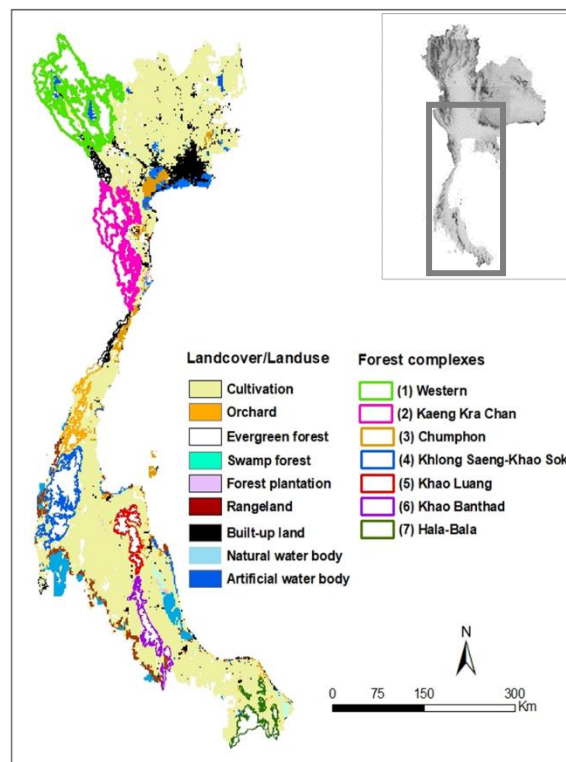 Landcover/Landuse
Cultivation
Orchard
Evergreen forest
Swamp forest
Forest plantation
Rangeland
Built-up land
Natural water body
Artificial water body
Forest complexes
(1) Western
(2) Kaeng Kra Chan
(3) Chumphon
(4) Khlong Saeng-Khao Sok
(5) Khao Luang
(6) Khao Banthad
(7) Hala-Bala
N
0 75 150 300
Km